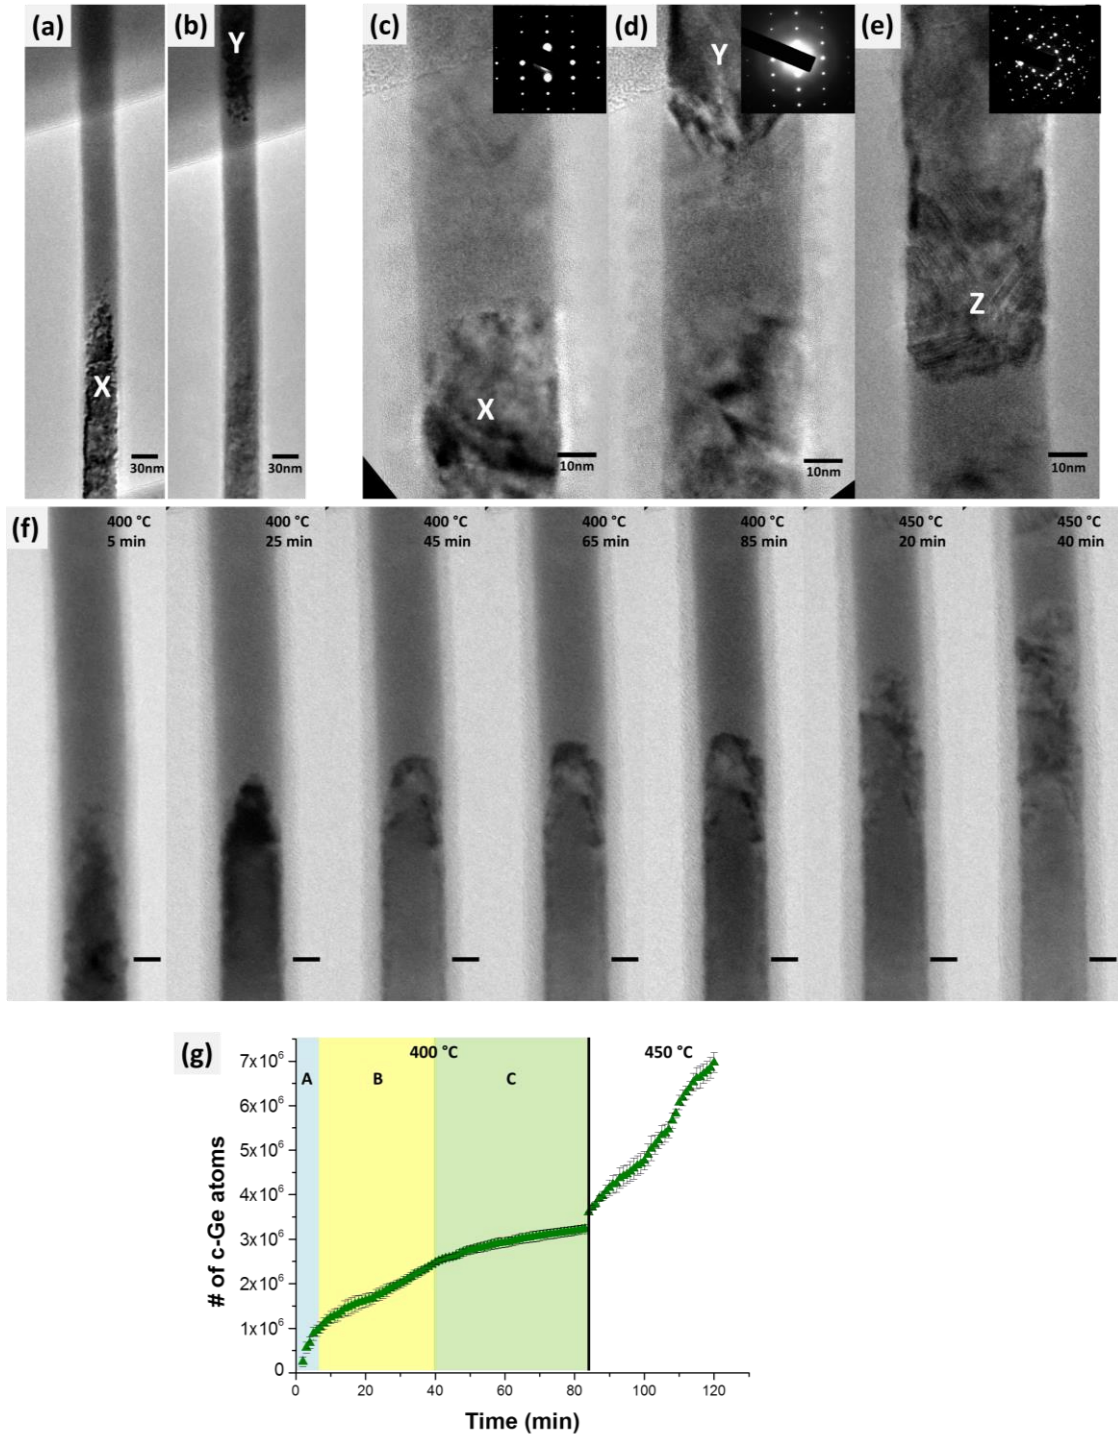 (a)
(b)
Y
(c)
(d)
Y
(e)
X
X
Z
30nm
30nm
10nm
10nm
10nm
(f)
400 °C
5 min
400 °C
25 min
400 °C
45 min
400 °C
65 min
400 °C
85 min
450 °C
20 min
450 °C
40 min
(g)
400 °C
450 °C
A
B
C
7x10⁶
6x10⁶
5x10⁶
4x10⁶
3x10⁶
2x10⁶
1x10⁶
0
# of c-Ge atoms
0
20
40
60
80
100
120
Time (min)